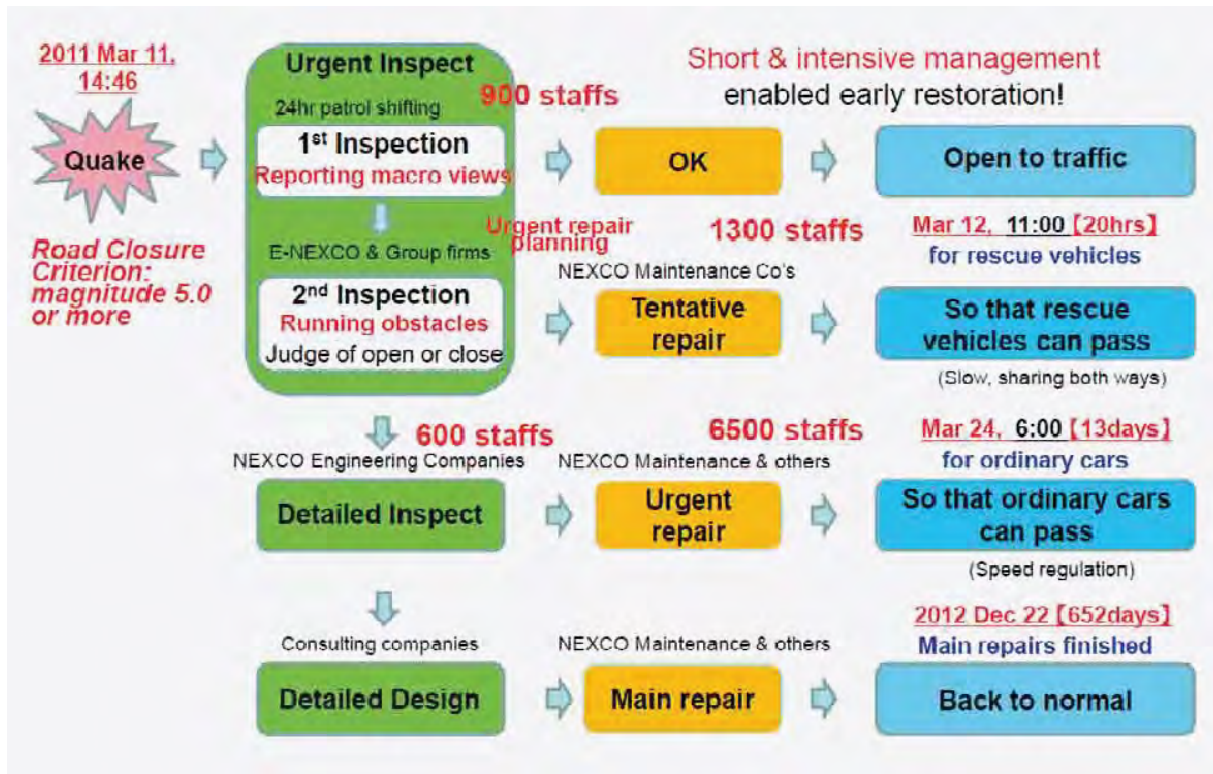 2011 Mar 11,
14:46
Quake
Road Closure
Criterion:
magnitude 5.0
or more
Urgent Inspect
24hr patrol shifting
1st Inspection
Reporting macro views
E-NEXCO & Group firms
2nd Inspection
Running obstacles
Judge of open or close
900 staffs
Short & intensive management
enabled early restoration!
OK
Open to traffic
Urgent repair
planning
1300 staffs
NEXCO Maintenance Co's
Tentative
repair
Mar 12, 11:00【20hrs】
for rescue vehicles
So that rescue
vehicles can pass
(Slow, sharing both ways)
600 staffs
NEXCO Engineering Companies
Detailed Inspect
6500 staffs
NEXCO Maintenance & others
Urgent
repair
Mar 24, 6:00【13days】
for ordinary cars
So that ordinary cars
can pass
(Speed regulation)
Consulting companies
Detailed Design
NEXCO Maintenance & others
Main repair
2012 Dec 22【652days】
Main repairs finished
Back to normal